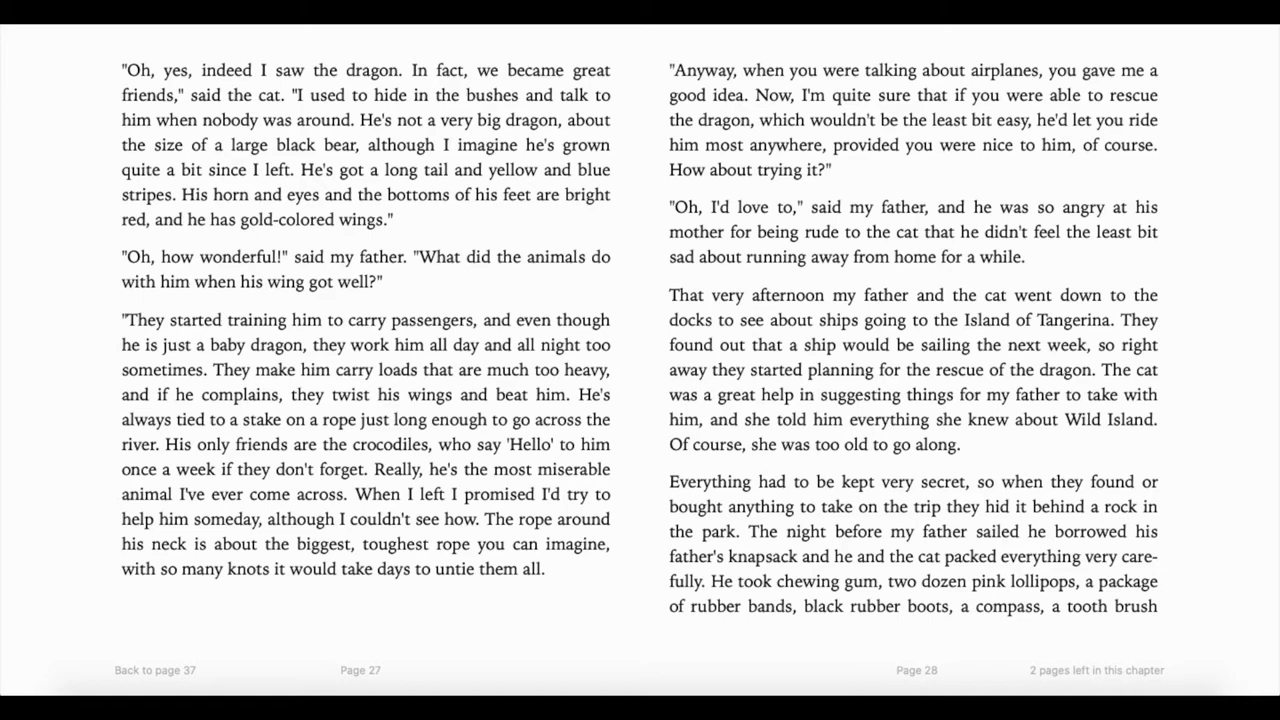 "Oh, yes, indeed I saw the dragon. In fact, we became great
friends," said the cat. "I used to hide in the bushes and talk to
him when nobody was around. He's not a very big dragon, about
the size of a large black bear, although I imagine he's grown
quite a bit since I left. He's got a long tail and yellow and blue
stripes. His horn and eyes and the bottoms of his feet are bright
red, and he has gold-colored wings."
"Oh, how wonderful!" said my father. "What did the animals do
with him when his wing got well?"
"They started training him to carry passengers, and even though
he is just a baby dragon, they work him all day and all night too
sometimes. They make him carry loads that are much too heavy,
and if he complains, they twist his wings and beat him. He's
always tied to a stake on a rope just long enough to go across the
river. His only friends are the crocodiles, who say 'Hello' to him
once a week if they don't forget. Really, he's the most miserable
animal I've ever come across. When I left I promised I'd try to
help him someday, although I couldn't see how. The rope around
his neck is about the biggest, toughest rope you can imagine,
with so many knots it would take days to untie them all.
"Anyway, when you were talking about airplanes, you gave me a
good idea. Now, I'm quite sure that if you were able to rescue
the dragon, which wouldn't be the least bit easy, he'd let you ride
him most anywhere, provided you were nice to him, of course.
How about trying it?"
"Oh, I'd love to," said my father, and he was so angry at his
mother for being rude to the cat that he didn't feel the least bit
sad about running away from home for a while.
That very afternoon my father and the cat went down to the
docks to see about ships going to the Island of Tangerina. They
found out that a ship would be sailing the next week, so right
away they started planning for the rescue of the dragon. The cat
was a great help in suggesting things for my father to take with
him, and she told him everything she knew about Wild Island.
Of course, she was too old to go along.
Everything had to be kept very secret, so when they found or
bought anything to take on the trip they hid it behind a rock in
the park. The night before my father sailed he borrowed his
father's knapsack and he and the cat packed everything very care-
fully. He took chewing gum, two dozen pink lollipops, a package
of rubber bands, black rubber boots, a compass, a tooth brush
Back to page 37
Page 27
Page 28
2 pages left in this chapter